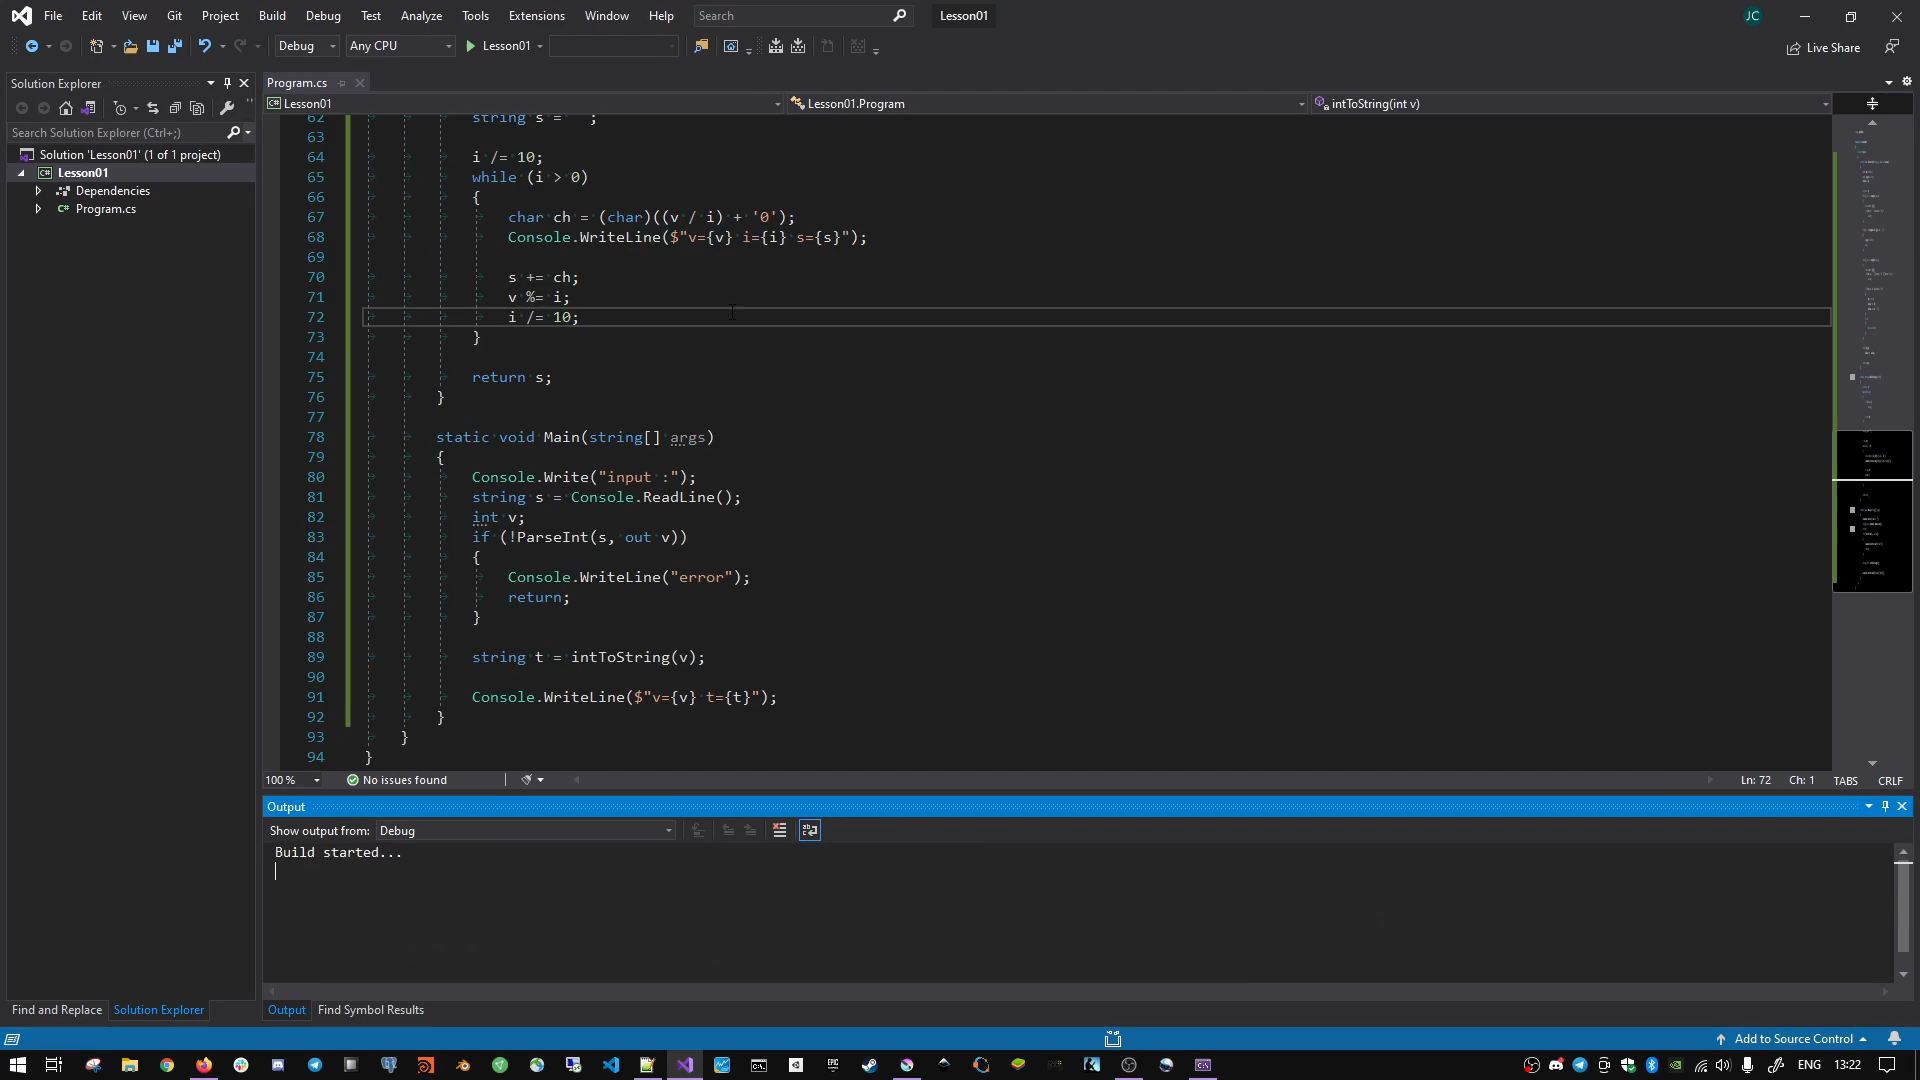 File Edit View Git Project Build Debug Test Analyze Tools Extensions Window Help Search Lesson01 JC
Debug Any CPU Lesson01 Live Share
Solution Explorer
Search Solution Explorer (Ctrl+;)
Solution 'Lesson01' (1 of 1 project)
Lesson01
Dependencies
Program.cs
Program.cs
Lesson01 Lesson01.Program intToString(int v)
62 string s = "";
63
64 i /= 10;
65 while (i > 0)
66 {
67 char ch = (char)((v / i) + '0');
68 Console.WriteLine($"v={v} i={i} s={s}");
69
70 s += ch;
71 v %= i;
72 i /= 10;
73 }
74
75 return s;
76 }
77
78 static void Main(string[] args)
79 {
80 Console.Write("input :");
81 string s = Console.ReadLine();
82 int v;
83 if (!ParseInt(s, out v))
84 {
85 Console.WriteLine("error");
86 return;
87 }
88
89 string t = intToString(v);
90
91 Console.WriteLine($"v={v} t={t}");
92 }
93 }
94 }
100 % No issues found Ln: 72 Ch: 1 TABS CRLF
Output
Show output from: Debug
Build started...
Find and Replace Solution Explorer Output Find Symbol Results
Add to Source Control
ENG 13:22